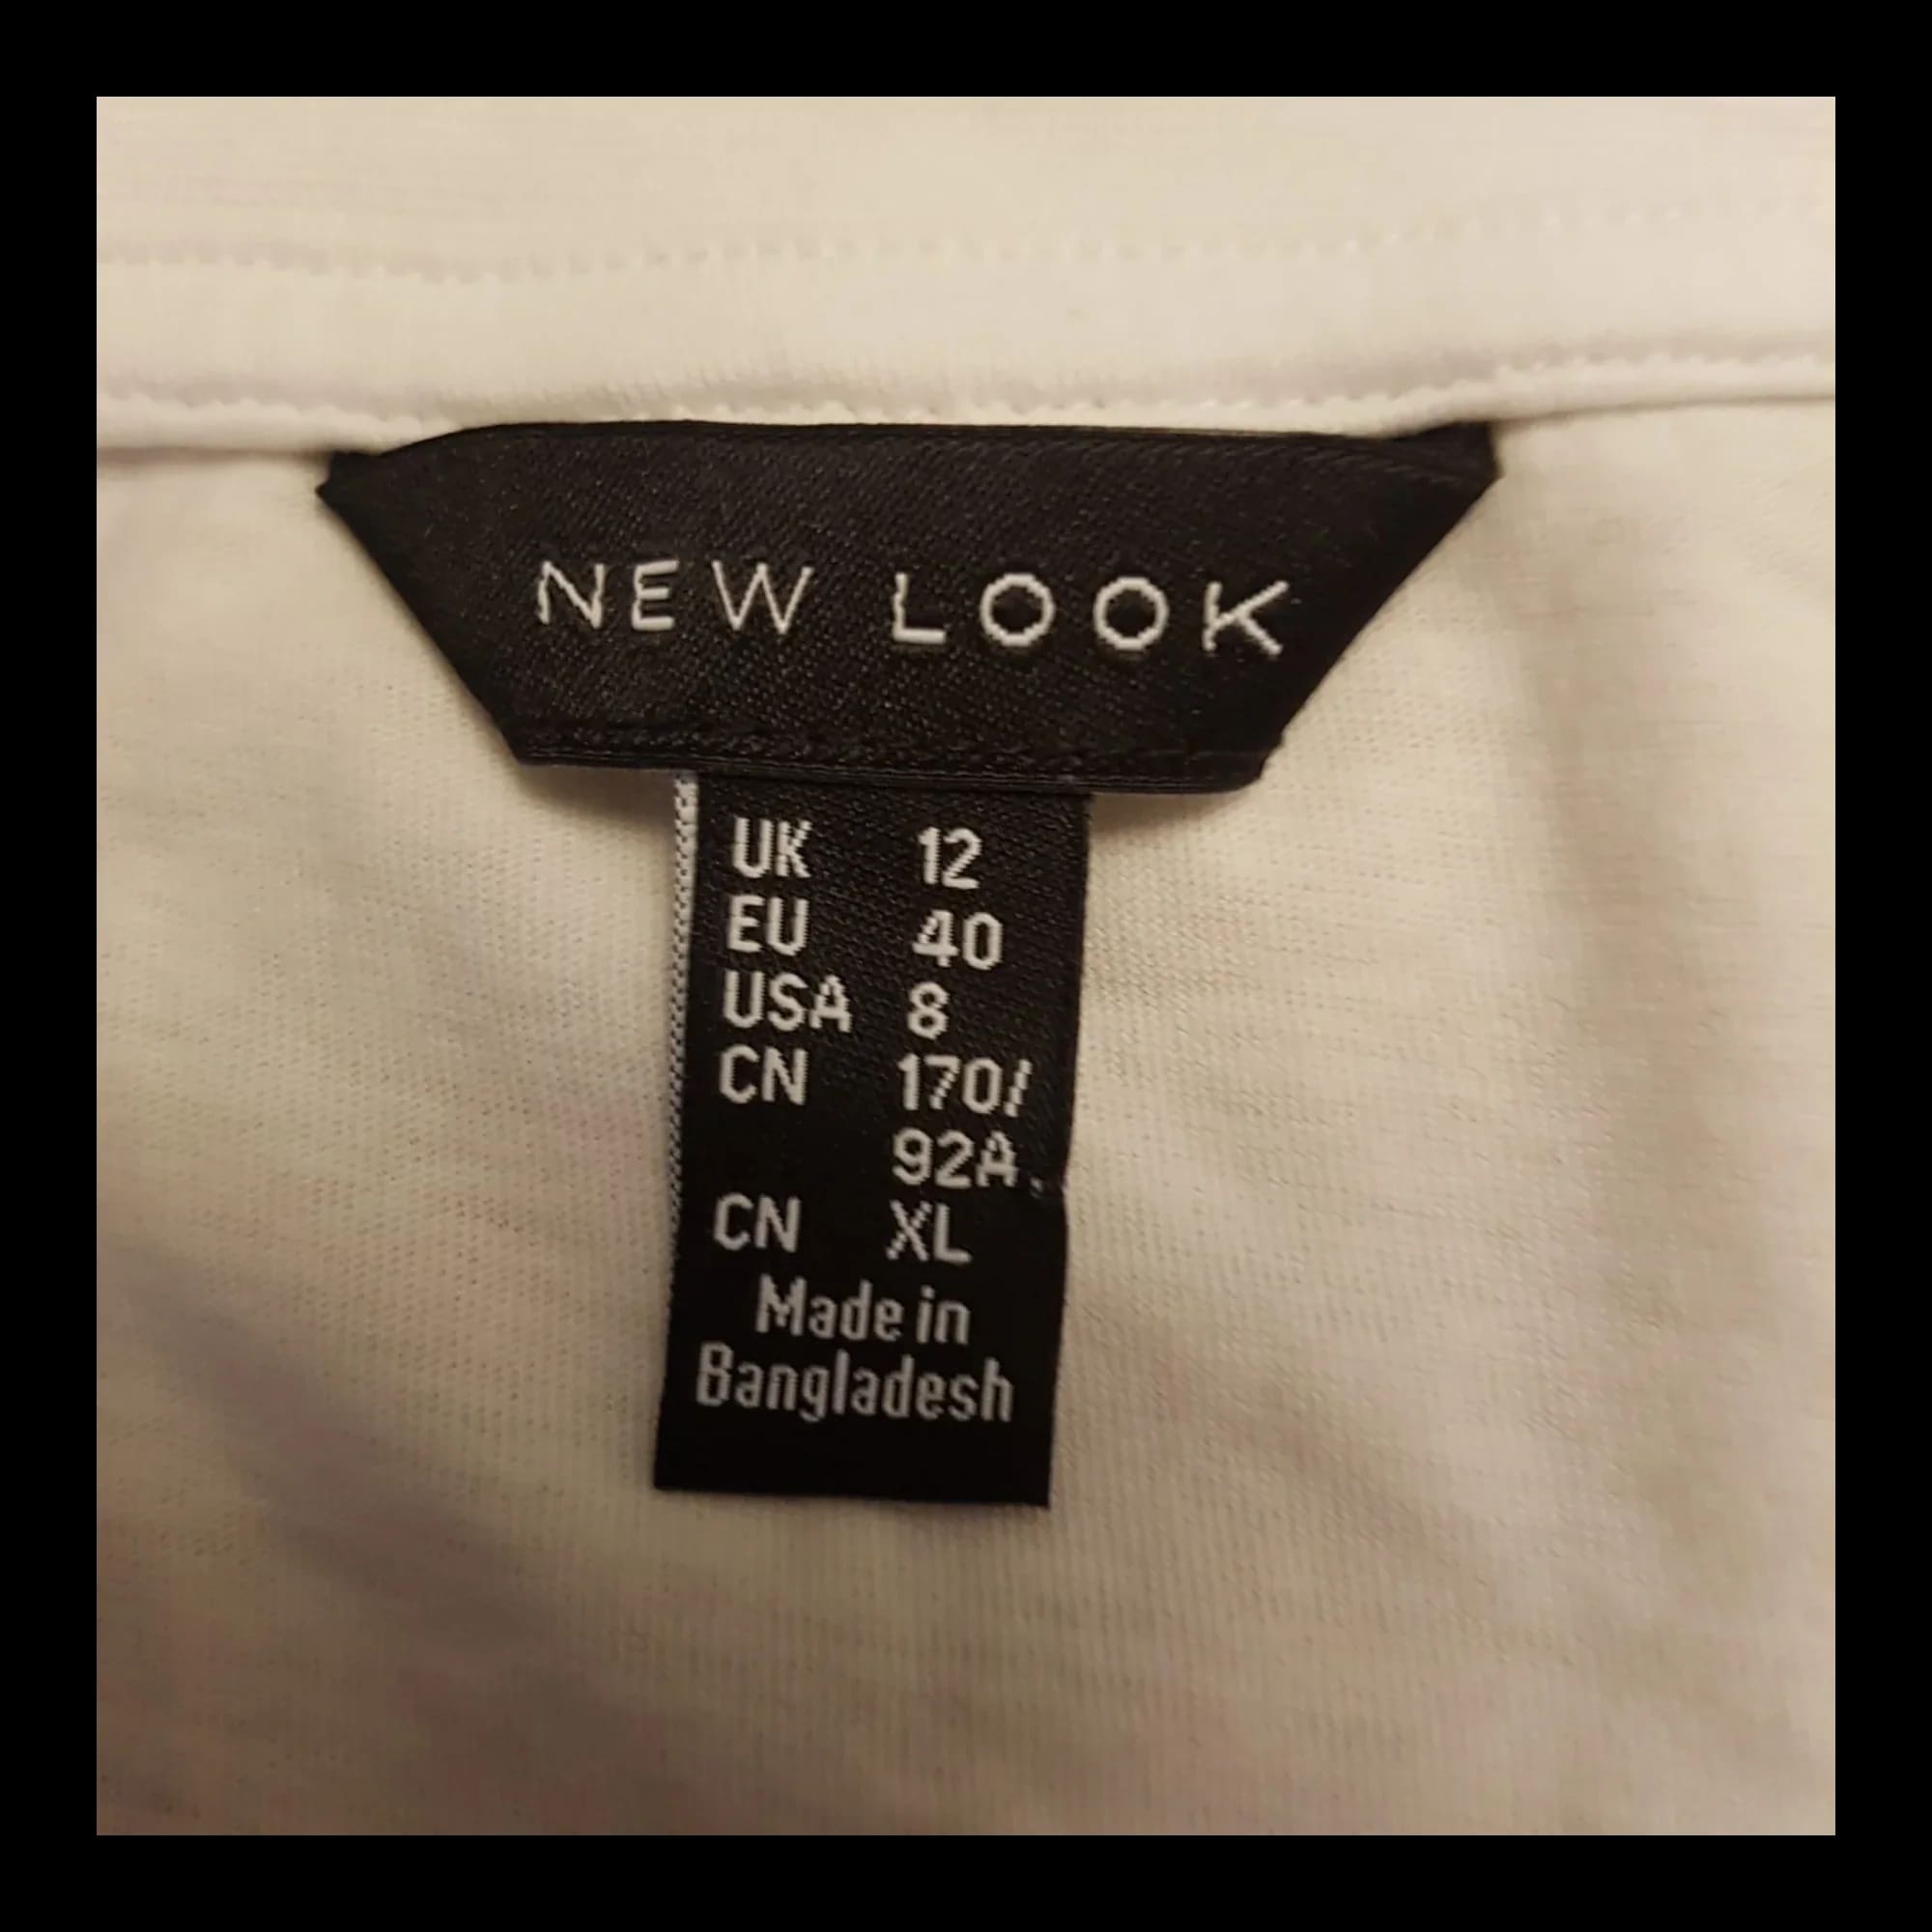 NEW LOOK
UK 12
EU 40
USA 8
CN 170/
92A
CN XL
Made in
Bangladesh